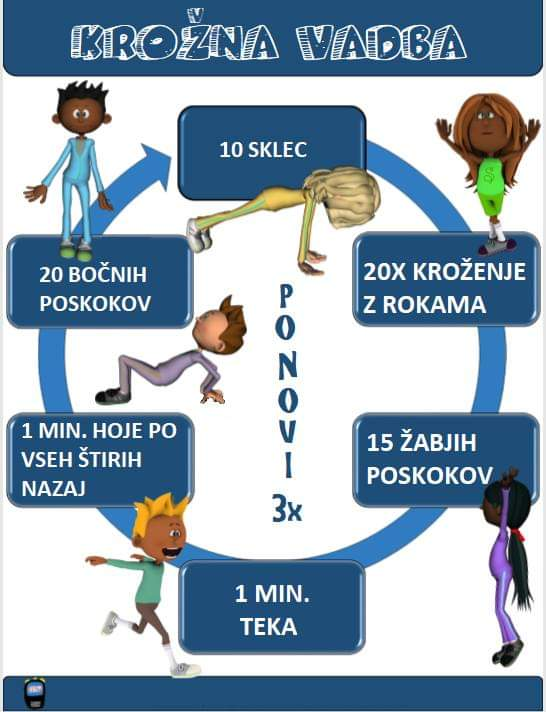 KROŽNA VADBA
10 SKLEC
20X KROŽENJE
Z ROKAMA
15 ŽABJIH
POSKOKOV
1 MIN.
TEKA
1 MIN. HOJE PO
VSEH ŠTIRIH
NAZAJ
20 BOČNIH
POSKOKOV
PONOVI
3x